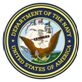 DEPARTMENT OF THE NAVY
UNITED STATES OF AMERICA